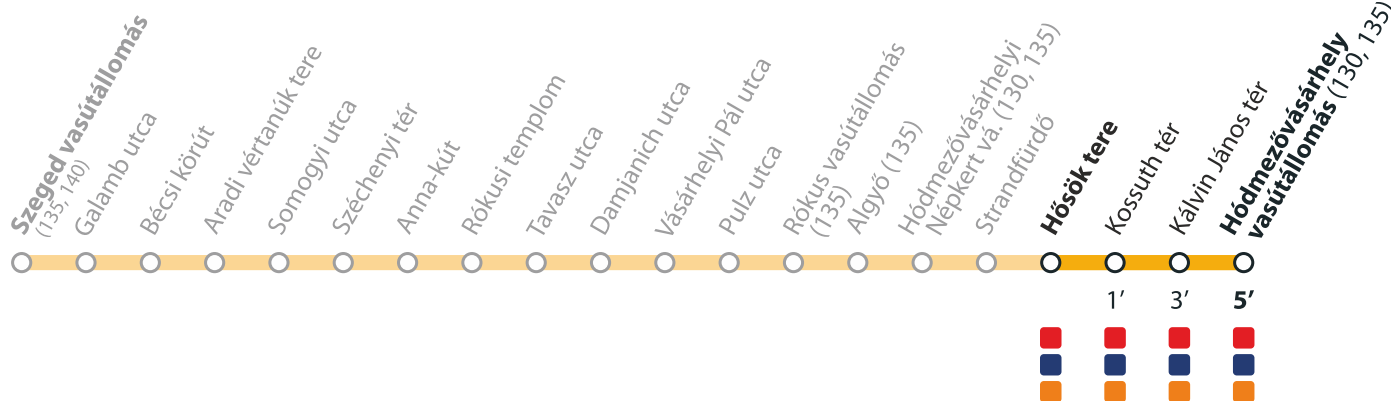 Szeged vasútállomás
(135, 140)
Galamb utca
Bécsi körút
Aradi vértanúk tere
Somogyi utca
Széchenyi tér
Anna-kút
Rókusi templom
Tavasz utca
Damjanich utca
Vásárhelyi Pál utca
Pulz utca
Rókus vasútállomás
(135)
Algyő (135)
Hódmezővásárhelyi
Népkert vá. (130, 135)
Strandfürdő
Hősök tere
Kossuth tér
Kálvin János tér
Hódmezővásárhely
vasútállomás (130, 135)
1′ 3′ 5′